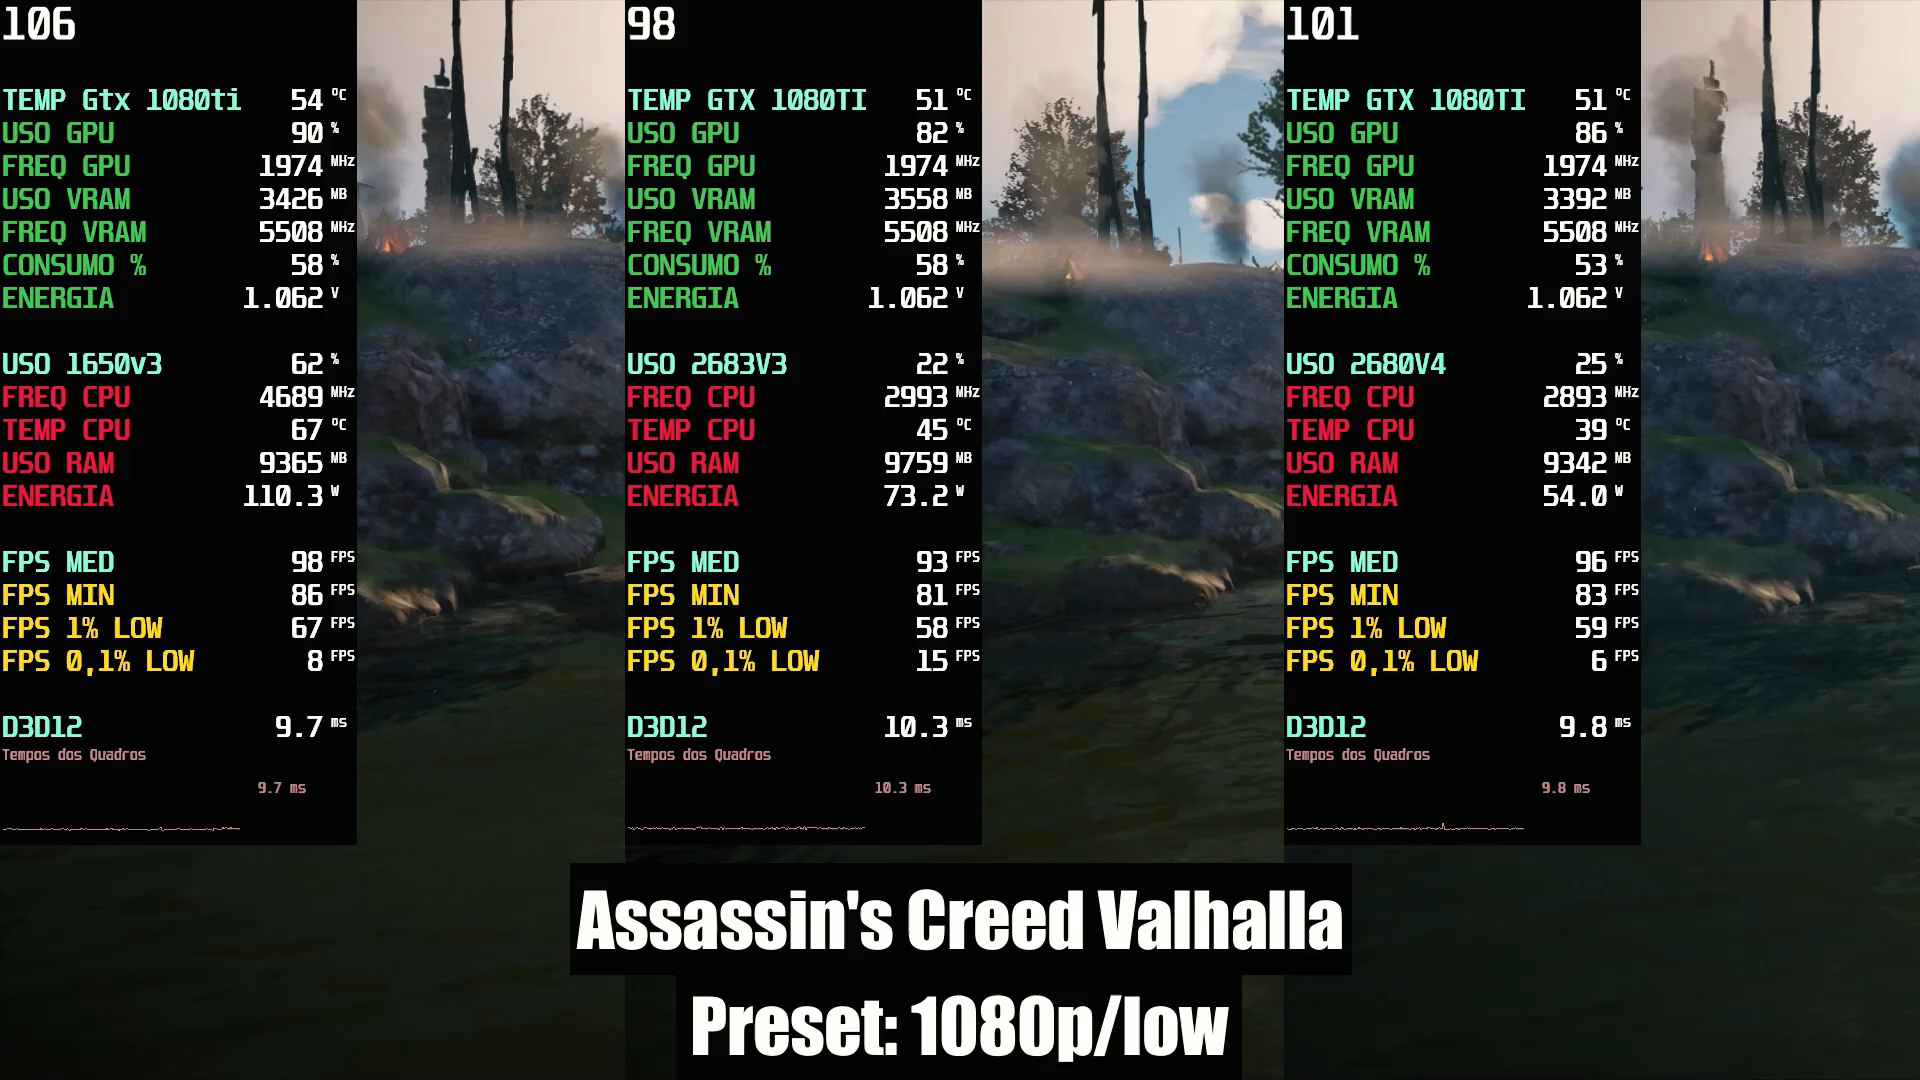 106
TEMP Gtx 1080ti 54 °C
USO GPU 90 %
FREQ GPU 1974 MHz
USO VRAM 3426 MB
FREQ VRAM 5508 MHz
CONSUMO % 58 %
ENERGIA 1.062 V
USO 1650v3 62 %
FREQ CPU 4689 MHz
TEMP CPU 67 °C
USO RAM 9365 MB
ENERGIA 110.3 W
FPS MED 98 FPS
FPS MIN 86 FPS
FPS 1% LOW 67 FPS
FPS 0,1% LOW 8 FPS
D3D12 9.7 ms
Tempos dos Quadros
9.7 ms
98
TEMP GTX 1080TI 51 °C
USO GPU 82 %
FREQ GPU 1974 MHz
USO VRAM 3558 MB
FREQ VRAM 5508 MHz
CONSUMO % 58 %
ENERGIA 1.062 V
USO 2683V3 22 %
FREQ CPU 2993 MHz
TEMP CPU 45 °C
USO RAM 9759 MB
ENERGIA 73.2 W
FPS MED 93 FPS
FPS MIN 81 FPS
FPS 1% LOW 58 FPS
FPS 0,1% LOW 15 FPS
D3D12 10.3 ms
Tempos dos Quadros
10.3 ms
101
TEMP GTX 1080TI 51 °C
USO GPU 86 %
FREQ GPU 1974 MHz
USO VRAM 3392 MB
FREQ VRAM 5508 MHz
CONSUMO % 53 %
ENERGIA 1.062 V
USO 2680V4 25 %
FREQ CPU 2893 MHz
TEMP CPU 39 °C
USO RAM 9342 MB
ENERGIA 54.0 W
FPS MED 96 FPS
FPS MIN 83 FPS
FPS 1% LOW 59 FPS
FPS 0,1% LOW 6 FPS
D3D12 9.8 ms
Tempos dos Quadros
9.8 ms
Assassin's Creed Valhalla
Preset: 1080p/low